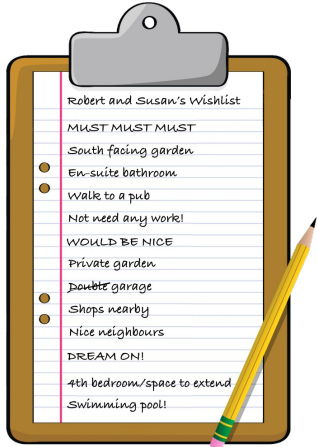 Robert and Susan's Wishlist
MUST MUST MUST
South facing garden
En-suite bathroom
Walk to a pub
Not need any work!
WOULD BE NICE
Private garden
Double garage
Shops nearby
Nice neighbours
DREAM ON!
4th bedroom/space to extend
Swimming pool!